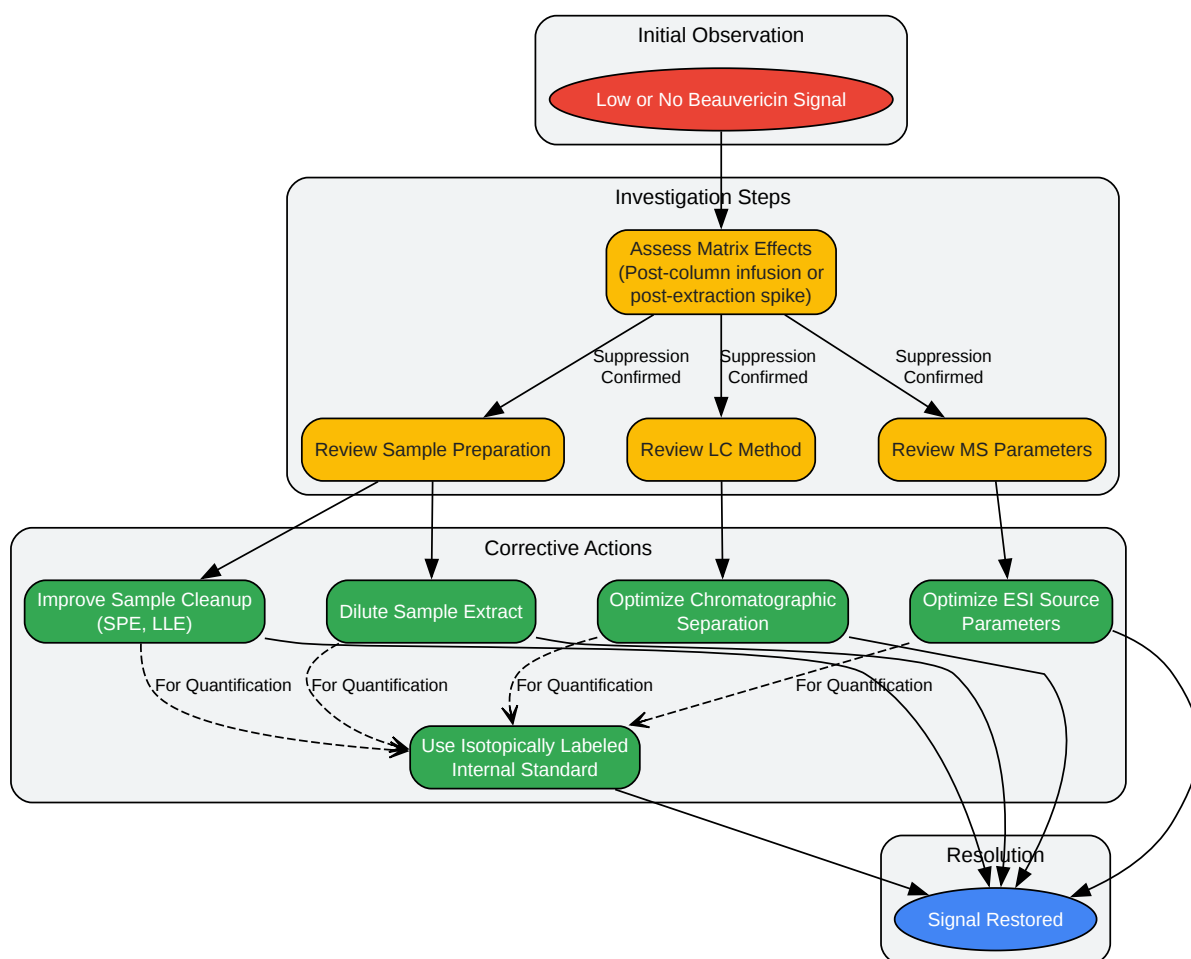 Initial Observation
Low or No Beauvericin Signal
Investigation Steps
Assess Matrix Effects
(Post-column infusion or
post-extraction spike)
Suppression
Confirmed
Suppression
Confirmed
Suppression
Confirmed
Review Sample Preparation
Review LC Method
Review MS Parameters
Corrective Actions
Improve Sample Cleanup
(SPE, LLE)
Dilute Sample Extract
Optimize Chromatographic
Separation
Optimize ESI Source
Parameters
For Quantification
For Quantification
For Quantification
For Quantification
Use Isotopically Labeled
Internal Standard
Resolution
Signal Restored